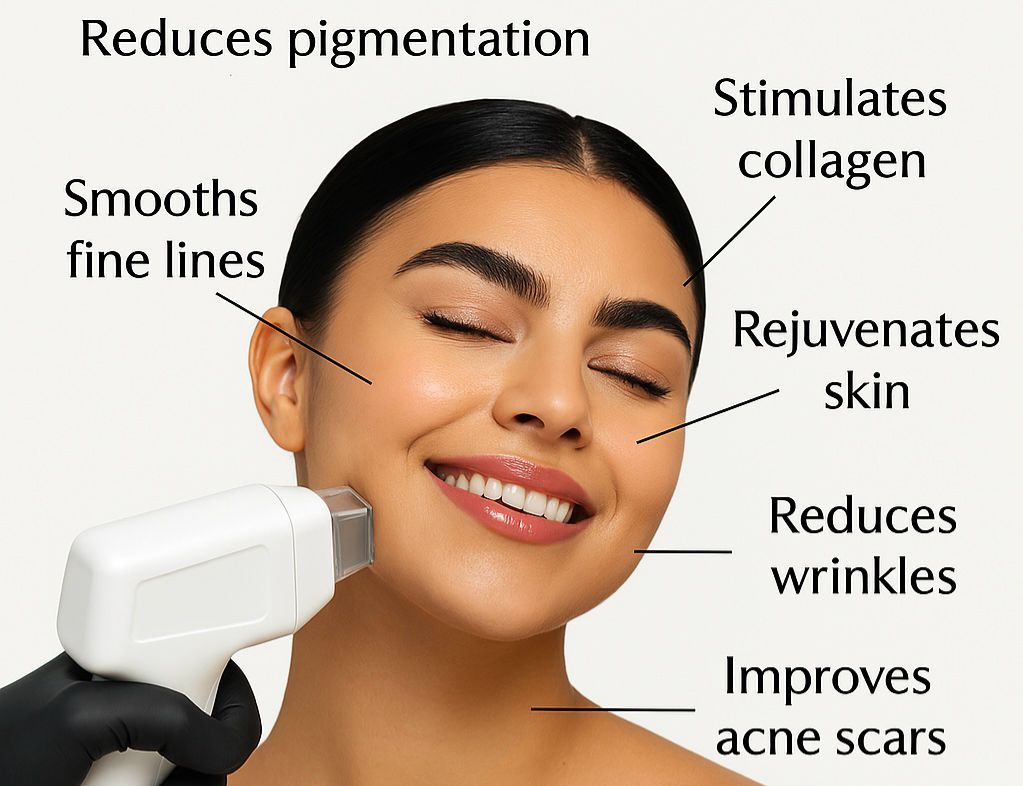 Reduces pigmentation
Stimulates
collagen
Smooths
fine lines
Rejuvenates
skin
Reduces
wrinkles
Improves
acne scars